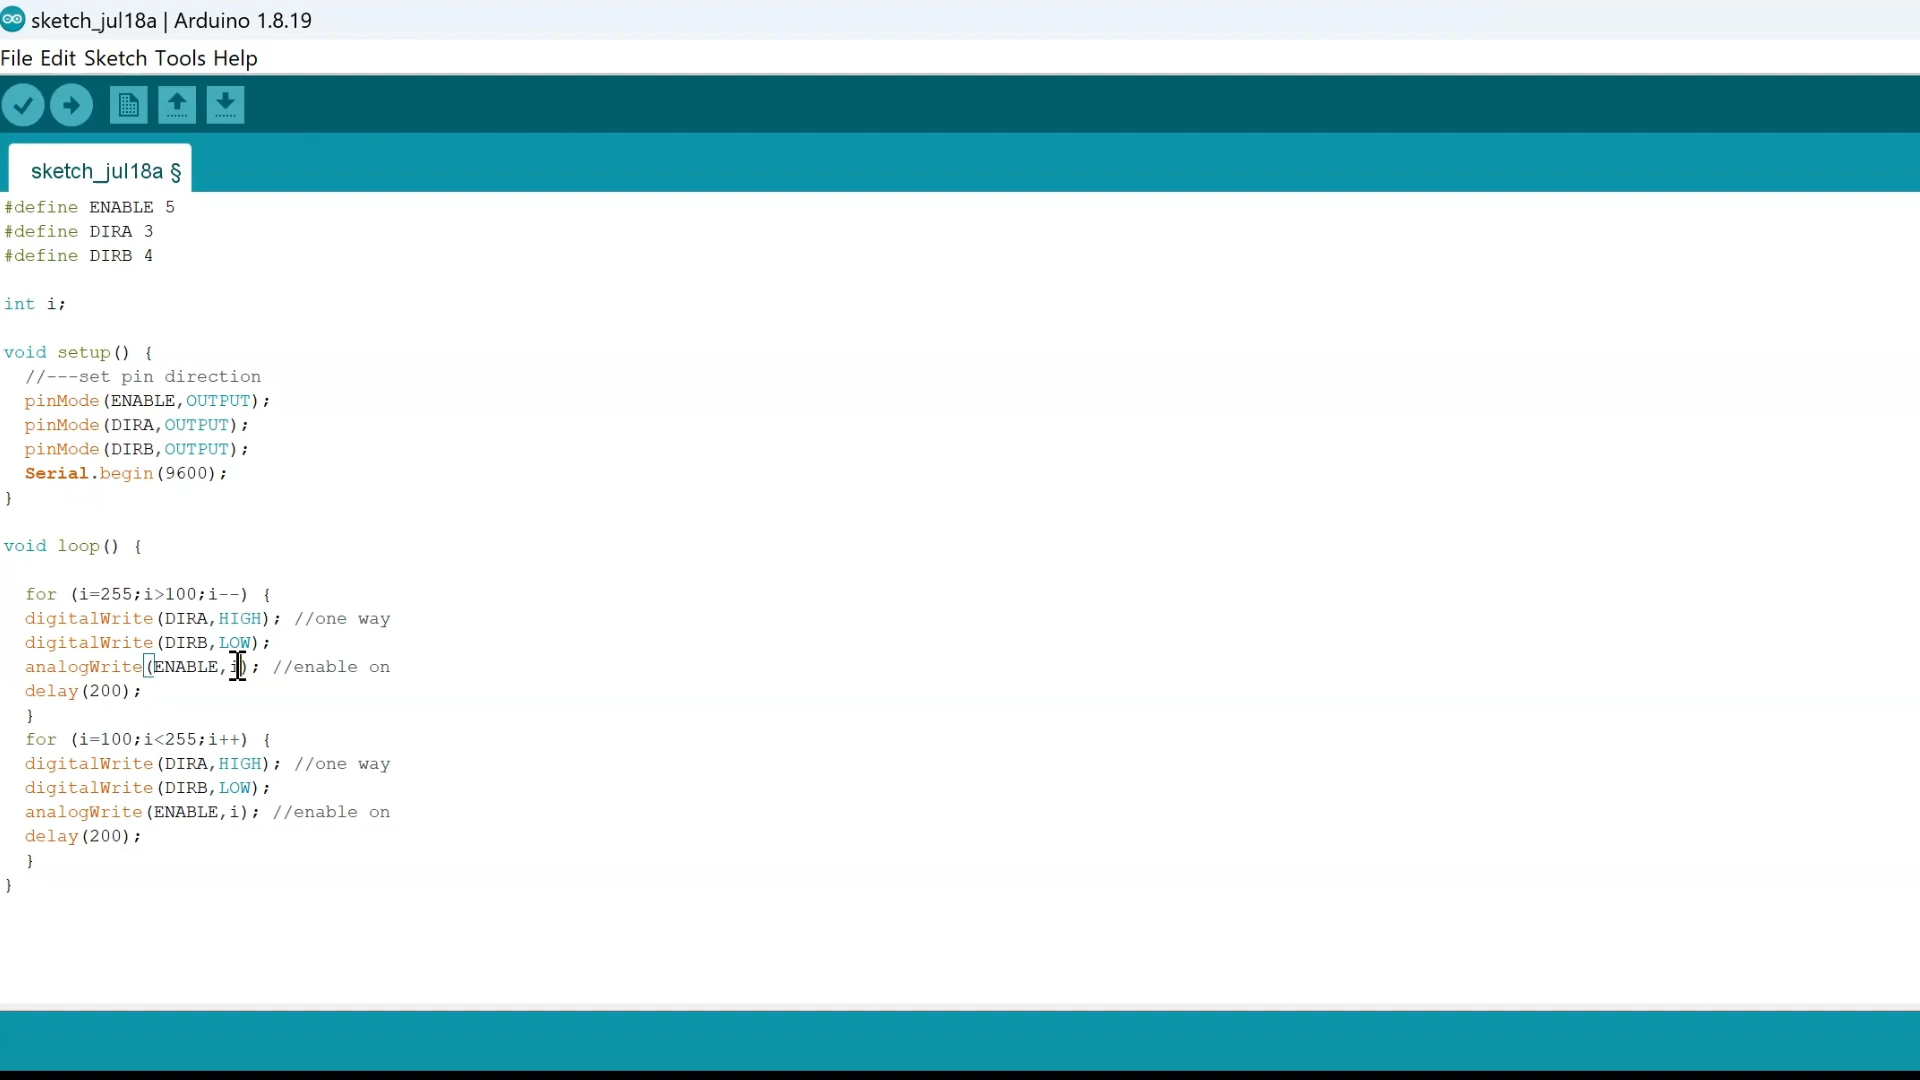 sketch_jul18a | Arduino 1.8.19
File Edit Sketch Tools Help
sketch_jul18a §
#define ENABLE 5
#define DIRA 3
#define DIRB 4
int i;
void setup() {
//---set pin direction
pinMode(ENABLE,OUTPUT);
pinMode(DIRA,OUTPUT);
pinMode(DIRB,OUTPUT);
Serial.begin(9600);
}
void loop() {
for (i=255;i>100;i--) {
digitalWrite(DIRA,HIGH); //one way
digitalWrite(DIRB,LOW);
analogWrite(ENABLE,i); //enable on
delay(200);
}
for (i=100;i<255;i++) {
digitalWrite(DIRA,HIGH); //one way
digitalWrite(DIRB,LOW);
analogWrite(ENABLE,i); //enable on
delay(200);
}
}